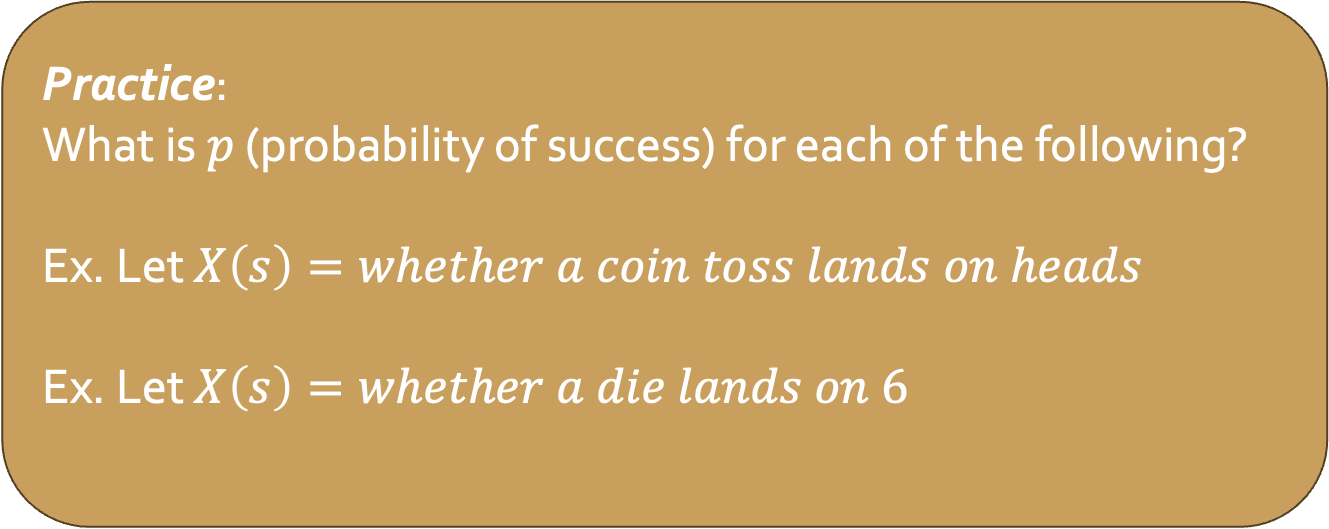 Practice:
What is p (probability of success) for each of the following?
Ex. Let X(s) = whether a coin toss lands on heads
Ex. Let X(s) = whether a die lands on 6